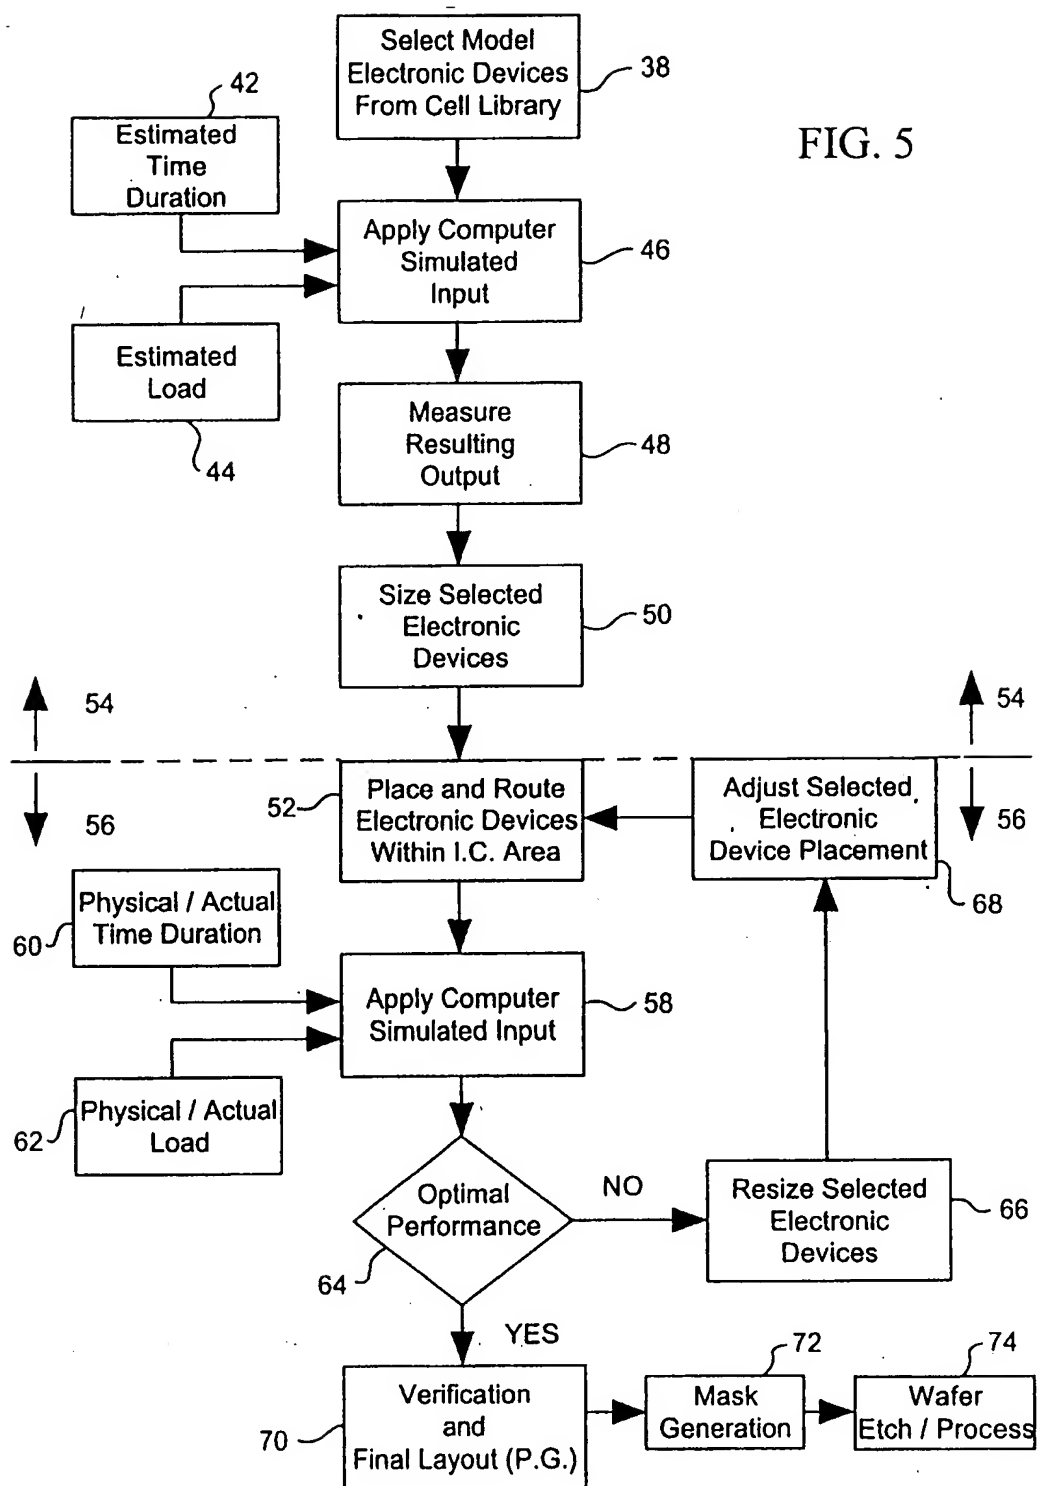 Select Model
Electronic Devices
From Cell Library
38
FIG. 5
42
Estimated
Time
Duration
Apply Computer
Simulated
Input
46
Estimated
Load
44
Measure
Resulting
Output
48
Size Selected
Electronic
Devices
50
54
54
56
56
52
Place and Route
Electronic Devices
Within I.C. Area
Adjust Selected
Electronic
Device Placement
68
Physical / Actual
Time Duration
60
Apply Computer
Simulated Input
58
Physical / Actual
Load
62
Optimal
Performance
64
NO
Resize Selected
Electronic
Devices
66
YES
Verification
and
Final Layout (P.G.)
70
72
Mask
Generation
74
Wafer
Etch / Process